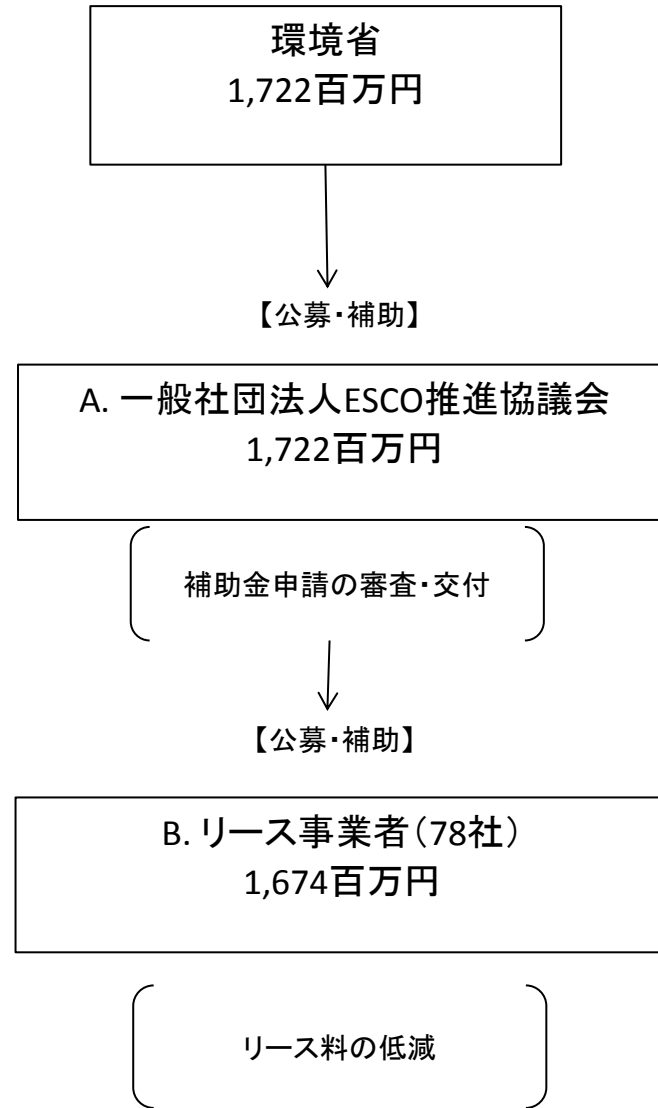 環境省
1,722百万円
【公募・補助】
A. 一般社団法人ESCO推進協議会
1,722百万円
補助金申請の審査・交付
【公募・補助】
B. リース事業者（78社）
1,674百万円
リース料の低減